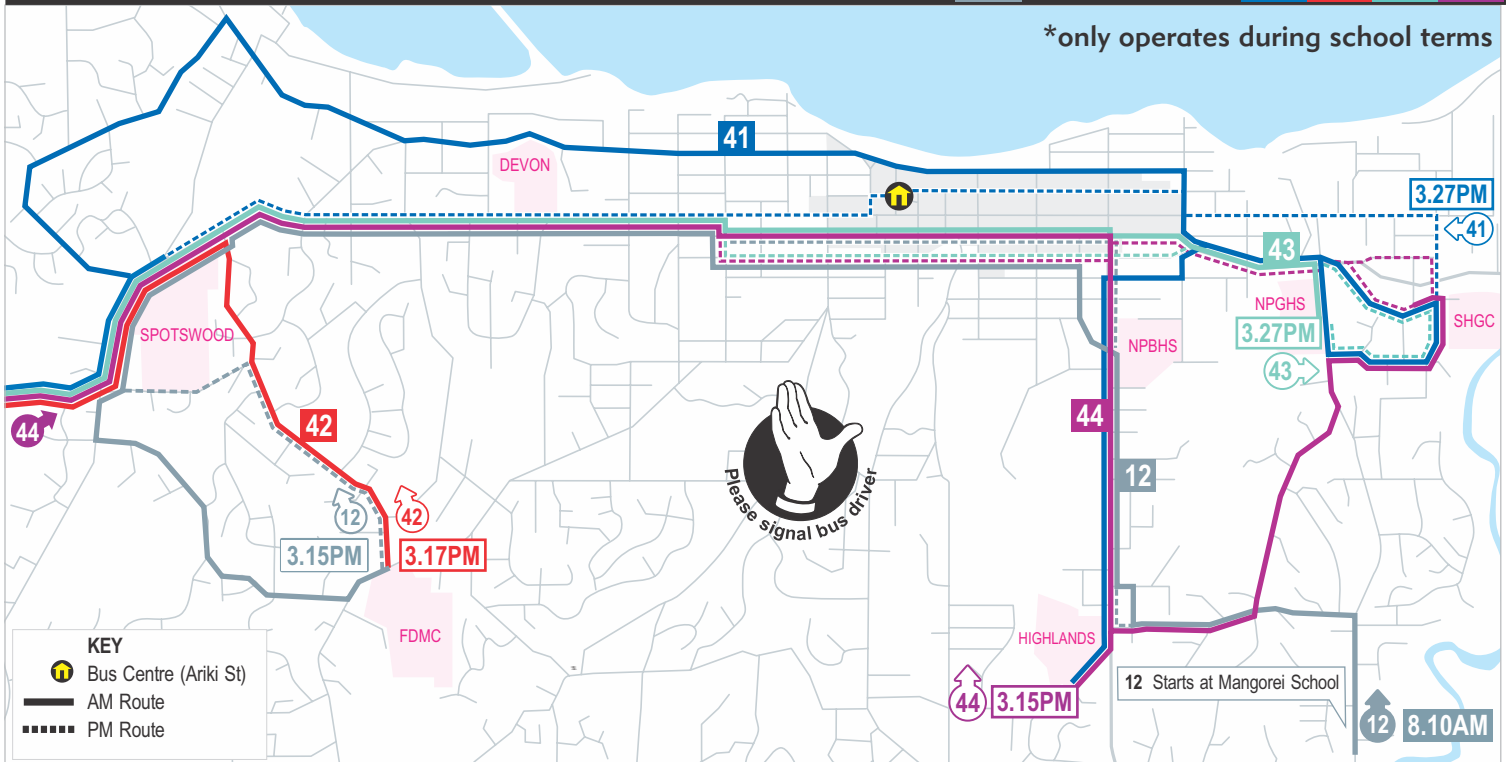 *only operates during school terms
41
DEVON
3.27PM
41
43
NPGHS
SHGC
3.27PM
SPOTSWOOD
NPBHS
43
44
42
44
12
Please signal bus driver
12
42
3.15PM
3.17PM
FDMC
HIGHLANDS
KEY
Bus Centre (Ariki St)
AM Route
PM Route
12 Starts at Mangorei School
44
3.15PM
12
8.10AM